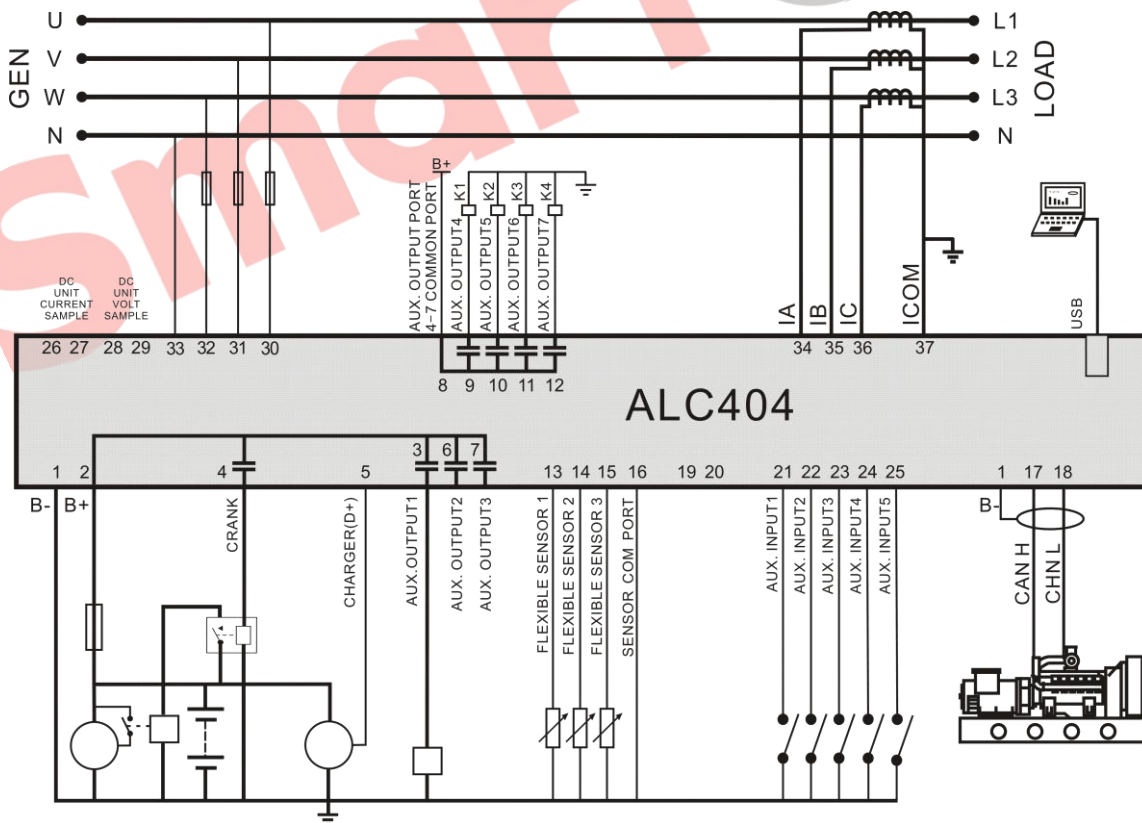 Smar
GEN
U
V
W
N
L1
L2
L3
N
LOAD
B+
K1
K2
K3
K4
AUX. OUTPUT PORT
4-7 COMMON PORT
AUX. OUTPUT4
AUX. OUTPUT5
AUX. OUTPUT6
AUX. OUTPUT7
DC
UNIT
CURRENT
SAMPLE
DC
UNIT
VOLT
SAMPLE
IA
IB
IC
ICOM
USB
26 27 28 29 33 32 31 30
34 35 36 37
8 9 10 11 12
ALC404
1 2 4 5 3 6 7 13 14 15 16 19 20 21 22 23 24 25 1 17 18
B-
B+
CRANK
CHARGER(D+)
AUX.OUTPUT1
AUX. OUTPUT2
AUX. OUTPUT3
FLEXIBLE SENSOR 1
FLEXIBLE SENSOR 2
FLEXIBLE SENSOR 3
SENSOR COM PORT
AUX. INPUT1
AUX. INPUT2
AUX. INPUT3
AUX. INPUT4
AUX. INPUT5
B-
CAN H
CHN L